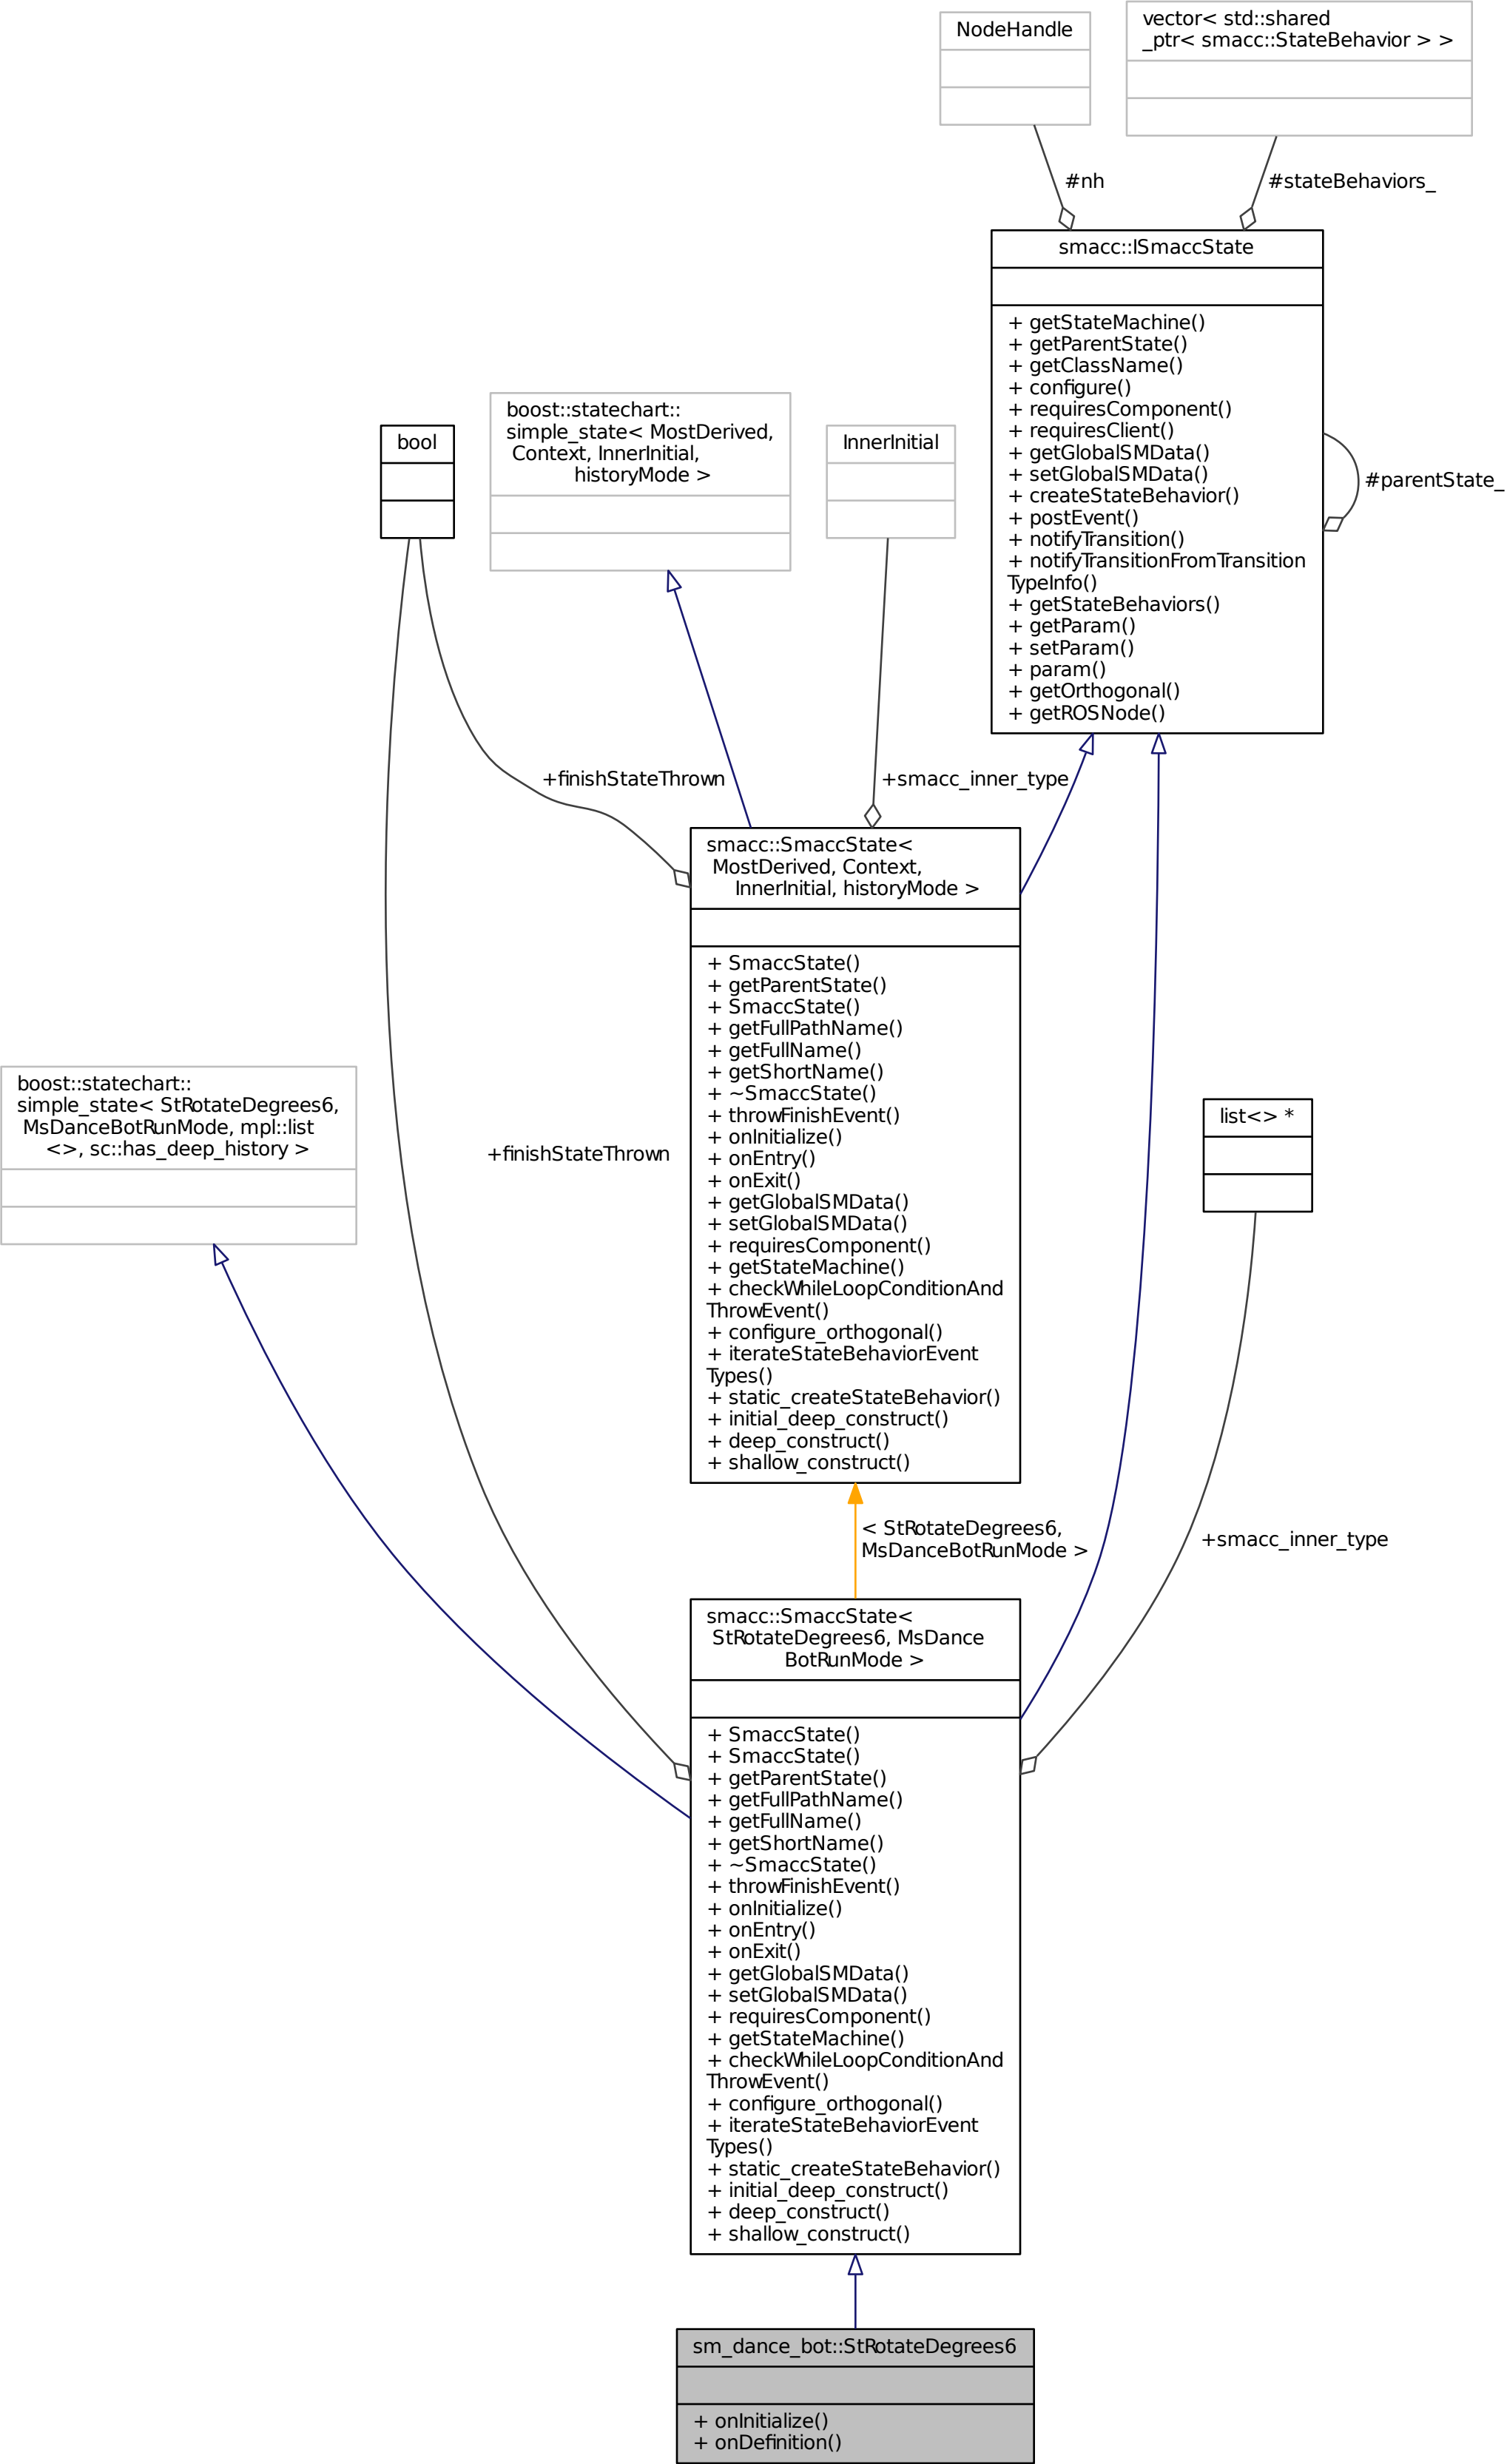 NodeHandle
vector< std::shared
_ptr< smacc::StateBehavior > >
#nh
#stateBehaviors_
smacc::ISmaccState
+ getStateMachine()
+ getParentState()
+ getClassName()
+ configure()
+ requiresComponent()
+ requiresClient()
+ getGlobalSMData()
+ setGlobalSMData()
+ createStateBehavior()
+ postEvent()
+ notifyTransition()
+ notifyTransitionFromTransition
TypeInfo()
+ getStateBehaviors()
+ getParam()
+ setParam()
+ param()
+ getOrthogonal()
+ getROSNode()
#parentState_
bool
boost::statechart::
simple_state< MostDerived,
Context, InnerInitial,
historyMode >
InnerInitial
+finishStateThrown
+smacc_inner_type
smacc::SmaccState<
MostDerived, Context,
InnerInitial, historyMode >
+ SmaccState()
+ getParentState()
+ SmaccState()
+ getFullPathName()
+ getFullName()
+ getShortName()
+ ~SmaccState()
+ throwFinishEvent()
+ onInitialize()
+ onEntry()
+ onExit()
+ getGlobalSMData()
+ setGlobalSMData()
+ requiresComponent()
+ getStateMachine()
+ checkWhileLoopConditionAnd
ThrowEvent()
+ configure_orthogonal()
+ iterateStateBehaviorEvent
Types()
+ static_createStateBehavior()
+ initial_deep_construct()
+ deep_construct()
+ shallow_construct()
boost::statechart::
simple_state< StRotateDegrees6,
MsDanceBotRunMode, mpl::list
<>, sc::has_deep_history >
+finishStateThrown
list<> *
< StRotateDegrees6,
MsDanceBotRunMode >
+smacc_inner_type
smacc::SmaccState<
StRotateDegrees6, MsDance
BotRunMode >
+ SmaccState()
+ SmaccState()
+ getParentState()
+ getFullPathName()
+ getFullName()
+ getShortName()
+ ~SmaccState()
+ throwFinishEvent()
+ onInitialize()
+ onEntry()
+ onExit()
+ getGlobalSMData()
+ setGlobalSMData()
+ requiresComponent()
+ getStateMachine()
+ checkWhileLoopConditionAnd
ThrowEvent()
+ configure_orthogonal()
+ iterateStateBehaviorEvent
Types()
+ static_createStateBehavior()
+ initial_deep_construct()
+ deep_construct()
+ shallow_construct()
sm_dance_bot::StRotateDegrees6
+ onInitialize()
+ onDefinition()